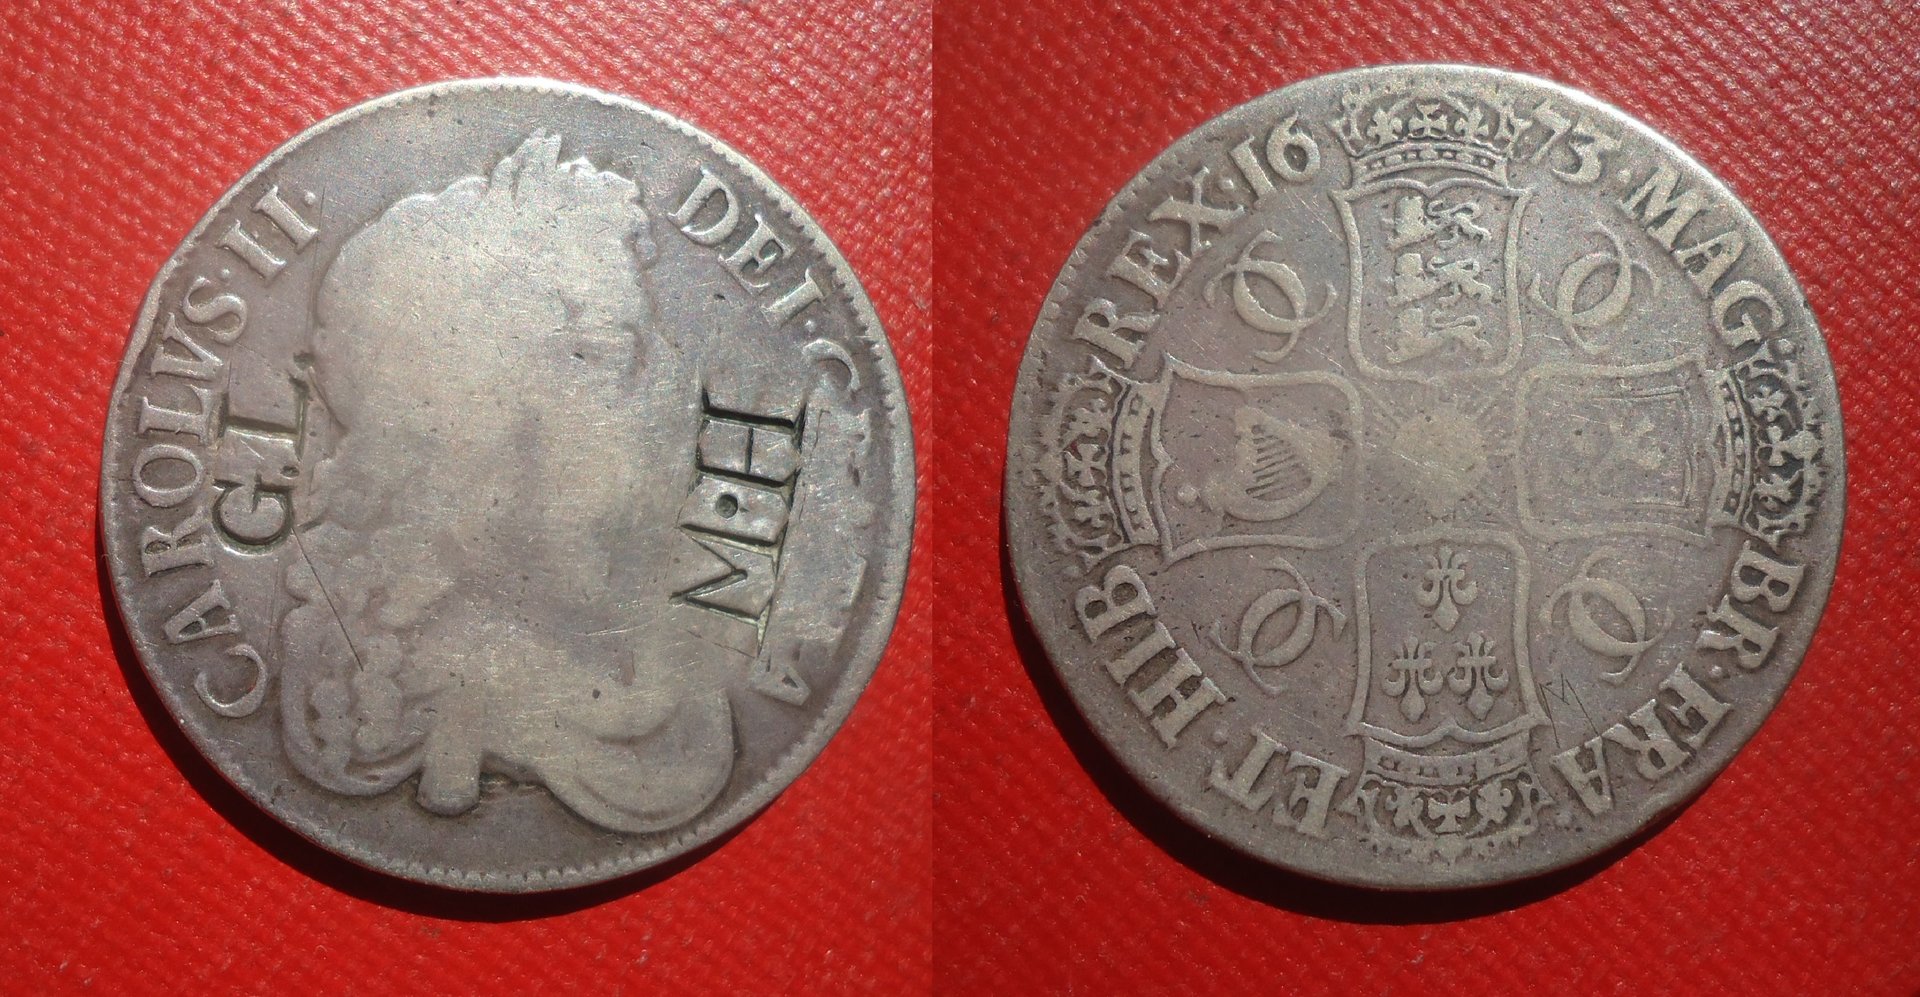 CAROLVS·II·
DEI·G
A
G·L
M·H
16 73·MAG·
BR·FRA
ET·HIB
REX·
M